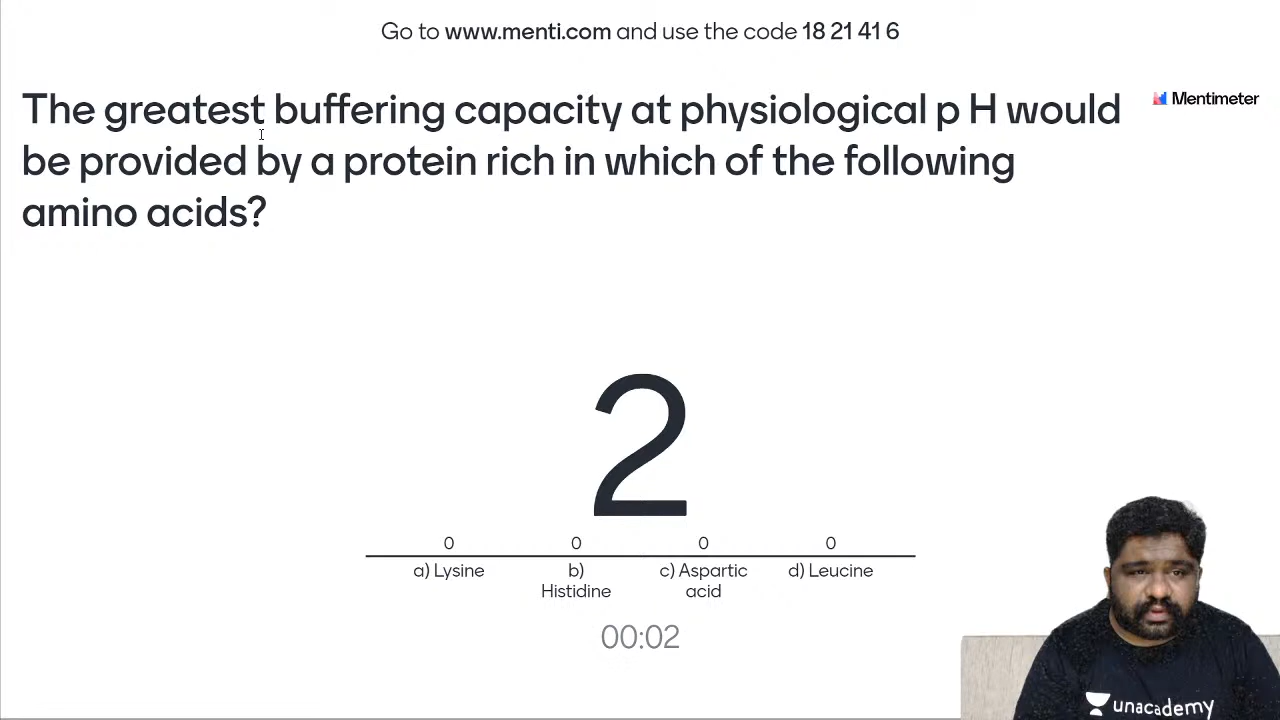 Go to www.menti.com and use the code 18 21 41 6
The greatest buffering capacity at physiological p H would
be provided by a protein rich in which of the following
amino acids?
Mentimeter
2
0 0 0 0
a) Lysine
b)
Histidine
c) Aspartic
acid
d) Leucine
00:02
unacademy